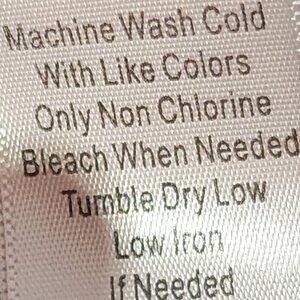 Machine Wash Cold
With Like Colors
Only Non Chlorine
Bleach When Needed
Tumble Dry Low
Low Iron
If Needed